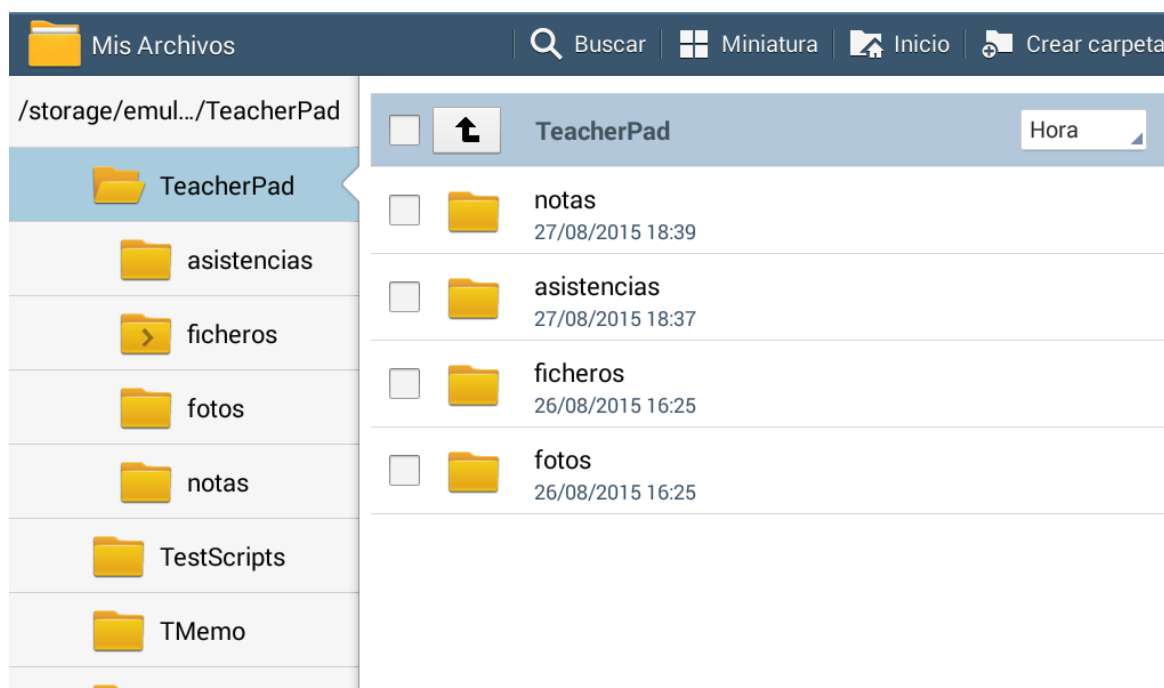 Mis Archivos
Buscar
Miniatura
Inicio
Crear carpeta
/storage/emul.../TeacherPad
TeacherPad
asistencias
ficheros
fotos
notas
TestScripts
TMemo
TeacherPad
Hora
notas
27/08/2015 18:39
asistencias
27/08/2015 18:37
ficheros
26/08/2015 16:25
fotos
26/08/2015 16:25